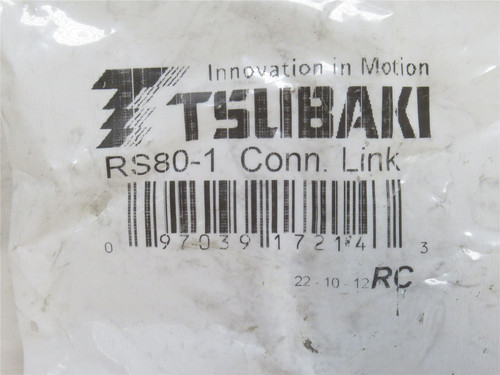 Innovation in Motion
TSUBAKI
RS80-1 Conn. Link
0 97039 17214 3
22-10-12 RC